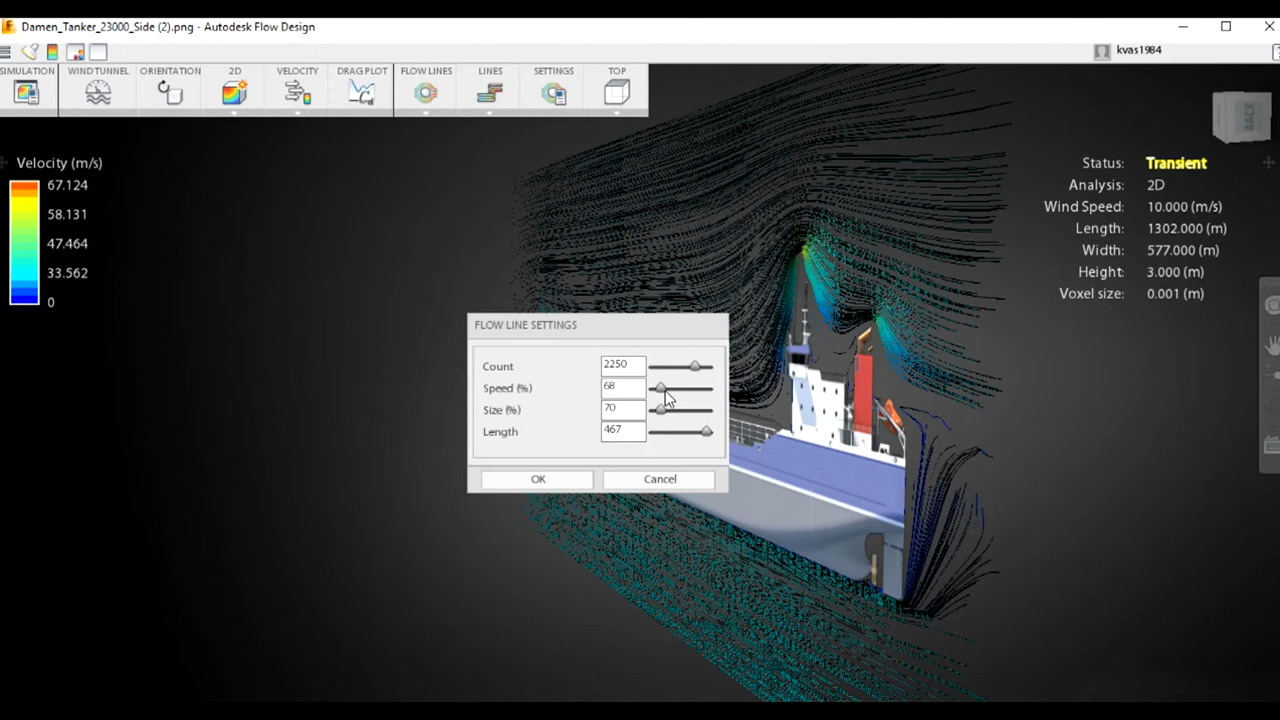 Damen_Tanker_23000_Side (2).png - Autodesk Flow Design
kvas1984
SIMULATION WIND TUNNEL ORIENTATION 2D VELOCITY DRAG PLOT FLOW LINES LINES SETTINGS TOP
BACK
Velocity (m/s)
67.124
58.131
47.464
33.562
0
Status: Transient
Analysis: 2D
Wind Speed: 10.000 (m/s)
Length: 1302.000 (m)
Width: 577.000 (m)
Height: 3.000 (m)
Voxel size: 0.001 (m)
FLOW LINE SETTINGS
Count 2250
Speed (%) 68
Size (%) 70
Length 467
OK Cancel